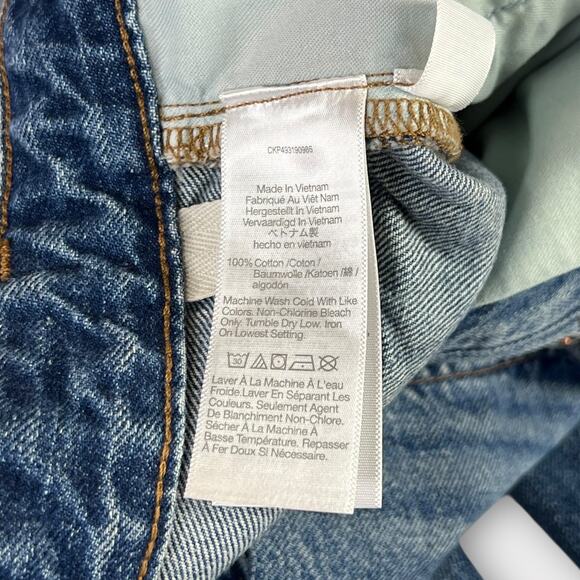 CKP493190985
Made In Vietnam
Fabriqué Au Viêt Nam
Hergestellt In Vietnam
Vervaardigd In Vietnam
ベトナム製
hecho en vietnam
100% Cotton /Coton/
Baumwolle /Katoen /綿/
algodón
Machine Wash Cold With Like
Colors. Non-Chlorine Bleach
Only. Tumble Dry Low. Iron
On Lowest Setting.
Laver À La Machine À L'eau
Froide.Laver En Séparant Les
Couleurs. Seulement Agent
De Blanchiment Non-Chlore.
Sécher À La Machine À
Basse Température. Repasser
À Fer Doux Si Nécessaire.